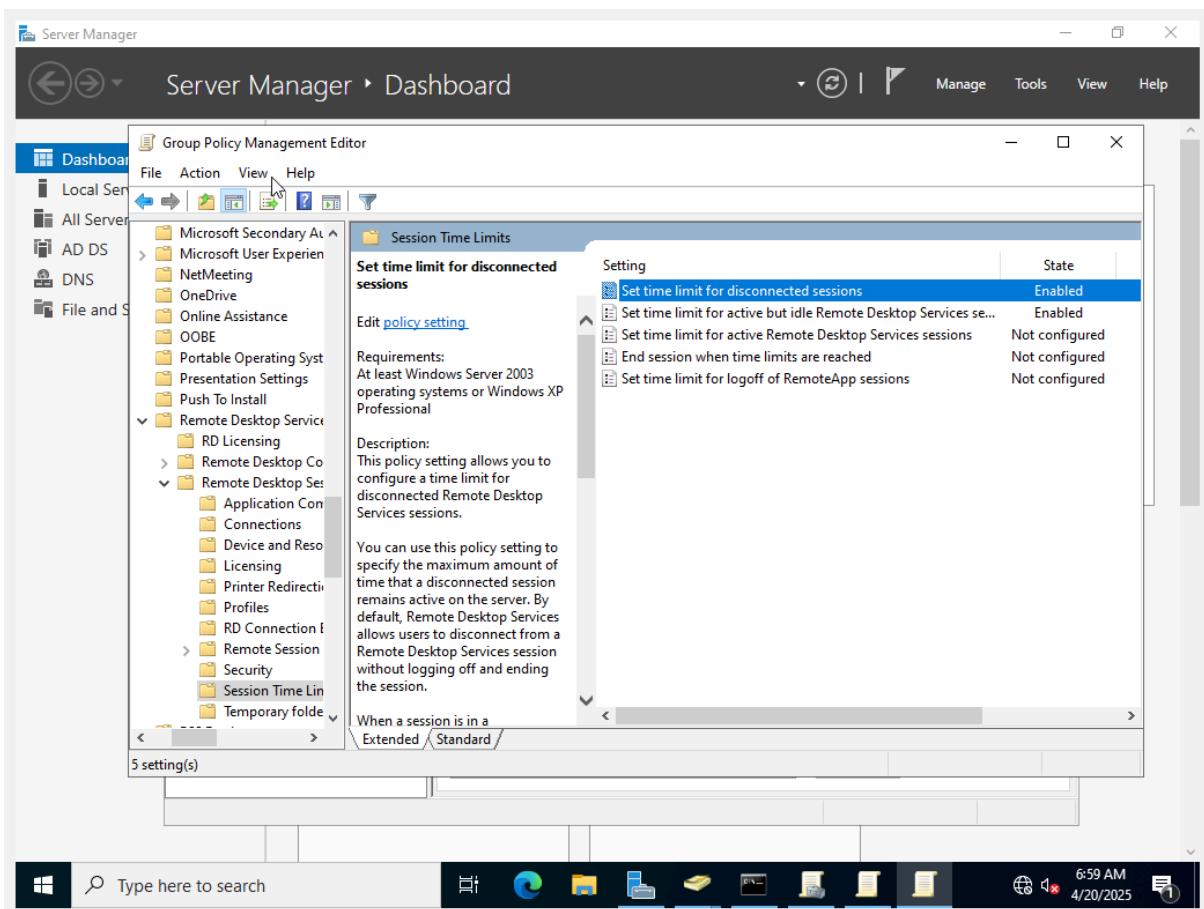 Server Manager
Server Manager • Dashboard
Manage Tools View Help
Dashboar
Local Serv
All Server
AD DS
DNS
File and S
Group Policy Management Editor
File Action View Help
Microsoft Secondary Au
Microsoft User Experien
NetMeeting
OneDrive
Online Assistance
OOBE
Portable Operating Syst
Presentation Settings
Push To Install
Remote Desktop Service
RD Licensing
Remote Desktop Co
Remote Desktop Ses
Application Com
Connections
Device and Reso
Licensing
Printer Redirectio
Profiles
RD Connection B
Remote Session
Security
Session Time Lin
Temporary folde
Session Time Limits
Set time limit for disconnected
sessions
Edit policy setting
Requirements:
At least Windows Server 2003
operating systems or Windows XP
Professional
Description:
This policy setting allows you to
configure a time limit for
disconnected Remote Desktop
Services sessions.
You can use this policy setting to
specify the maximum amount of
time that a disconnected session
remains active on the server. By
default, Remote Desktop Services
allows users to disconnect from a
Remote Desktop Services session
without logging off and ending
the session.
When a session is in a
Setting State
Set time limit for disconnected sessions Enabled
Set time limit for active but idle Remote Desktop Services se... Enabled
Set time limit for active Remote Desktop Services sessions Not configured
End session when time limits are reached Not configured
Set time limit for logoff of RemoteApp sessions Not configured
Extended Standard
5 setting(s)
Type here to search
6:59 AM
4/20/2025
1